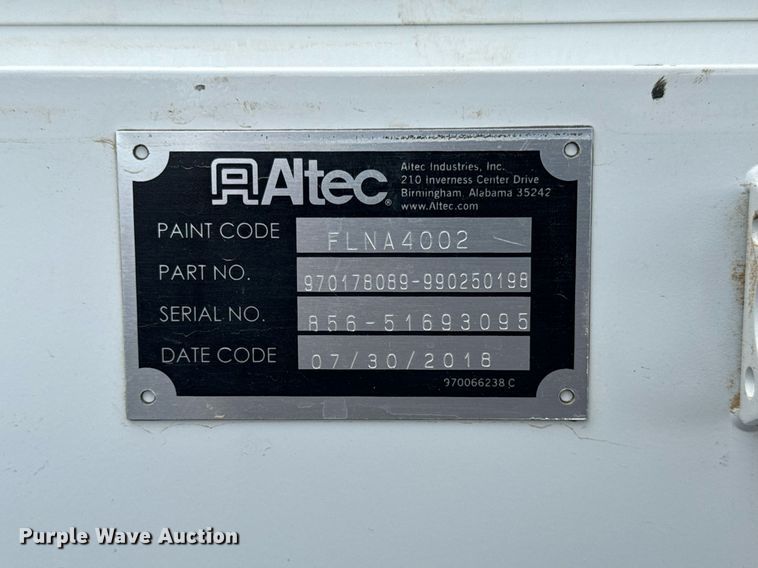 Altec®
Altec Industries, Inc.
210 Inverness Center Drive
Birmingham, Alabama 35242
www.Altec.com
PAINT CODE FLNA4002
PART NO. 970178089-990250198
SERIAL NO. 856-51693095
DATE CODE 07/30/2018
970066238 C
Purple Wave Auction